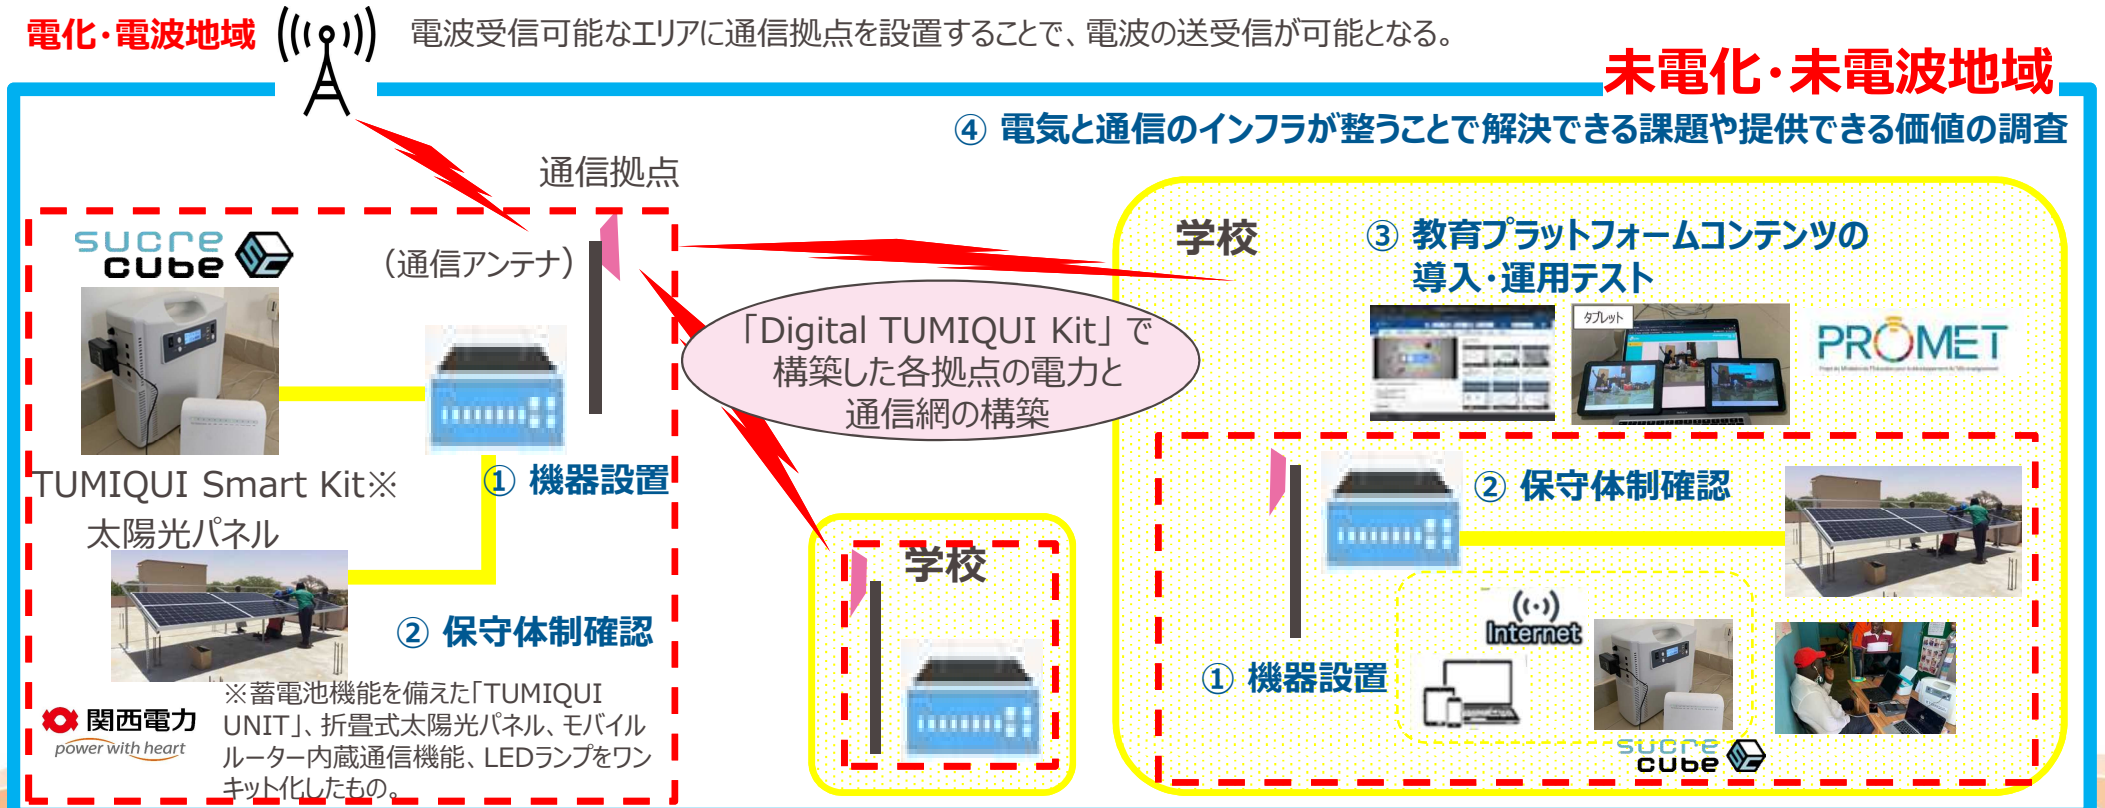 電化・電波地域
電波受信可能なエリアに通信拠点を設置することで、電波の送受信が可能となる。
未電化・未電波地域
④ 電気と通信のインフラが整うことで解決できる課題や提供できる価値の調査
通信拠点
(通信アンテナ)
sucre
cube
TUMIQUI Smart Kit※
太陽光パネル
① 機器設置
② 保守体制確認
関西電力
power with heart
※蓄電池機能を備えた「TUMIQUI
UNIT」、折畳式太陽光パネル、モバイル
ルーター内蔵通信機能、LEDランプをワン
キット化したもの。
「Digital TUMIQUI Kit」で
構築した各拠点の電力と
通信網の構築
学校
学校
③ 教育プラットフォームコンテンツの
導入・運用テスト
タブレット
PROMET
② 保守体制確認
① 機器設置
Internet
sucre
cube